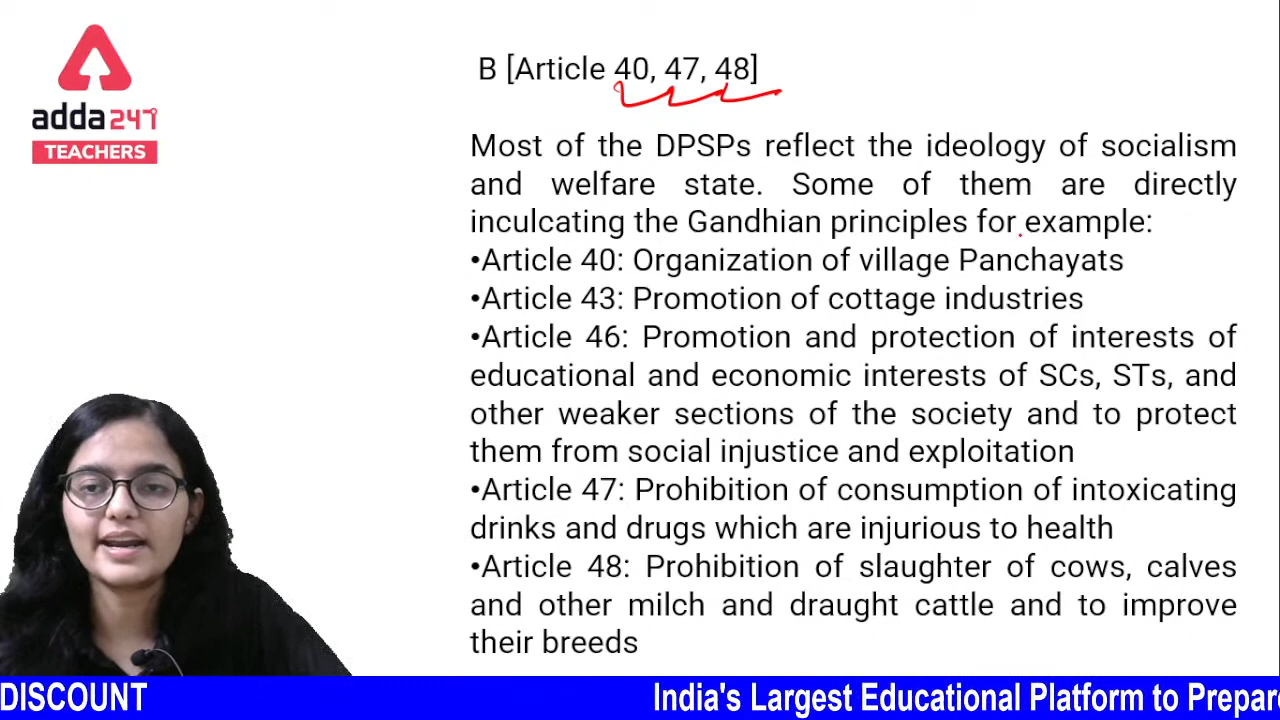 adda247
TEACHERS
B [Article 40, 47, 48]
Most of the DPSPs reflect the ideology of socialism
and welfare state. Some of them are directly
inculcating the Gandhian principles for example:
•Article 40: Organization of village Panchayats
•Article 43: Promotion of cottage industries
•Article 46: Promotion and protection of interests of
educational and economic interests of SCs, STs, and
other weaker sections of the society and to protect
them from social injustice and exploitation
•Article 47: Prohibition of consumption of intoxicating
drinks and drugs which are injurious to health
•Article 48: Prohibition of slaughter of cows, calves
and other milch and draught cattle and to improve
their breeds
DISCOUNT India's Largest Educational Platform to Prepar